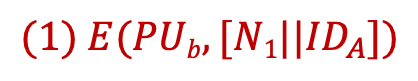 (1) E(PU_b, [N_1||ID_A])